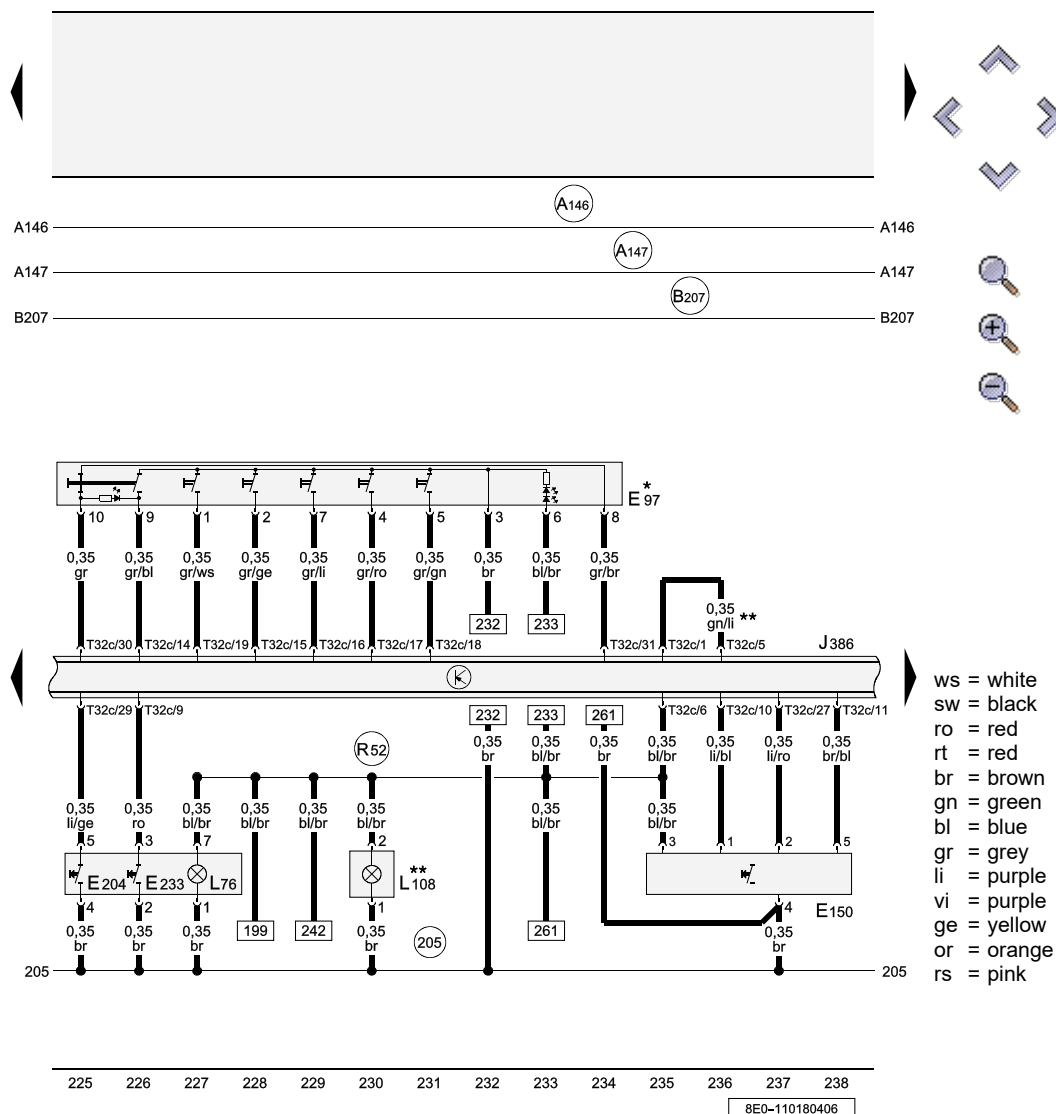 A146
A146 A146
A147
A147 A147
B207
B207 B207
E97 *
10 9 1 2 7 4 5 3 6 8
0,35 0,35 0,35 0,35 0,35 0,35 0,35 0,35 0,35 0,35
gr gr/bl gr/ws gr/ge gr/li gr/ro gr/gn br bl/br gr/br
0,35
gn/li **
232 233
T32c/30 T32c/14 T32c/19 T32c/15 T32c/16 T32c/17 T32c/18 T32c/31 T32c/1 T32c/5 J386
T32c/29 T32c/9 232 233 261 T32c/6 T32c/10 T32c/27 T32c/11
0,35 0,35 0,35 0,35 0,35 0,35 0,35
br bl/br br bl/br li/bl li/ro br/bl
R52
0,35 0,35 0,35 0,35 0,35 0,35 0,35 0,35
li/ge ro bl/br bl/br bl/br bl/br bl/br bl/br
5 3 7 2 3 1 2 5
E204 E233 L76 L108 **
4 2 1 1 4 E150
0,35 0,35 0,35 199 242 0,35 205 261 0,35
br br br br br
205 205
225 226 227 228 229 230 231 232 233 234 235 236 237 238
8E0-110180406
ws = white
sw = black
ro = red
rt = red
br = brown
gn = green
bl = blue
gr = grey
li = purple
vi = purple
ge = yellow
or = orange
rs = pink